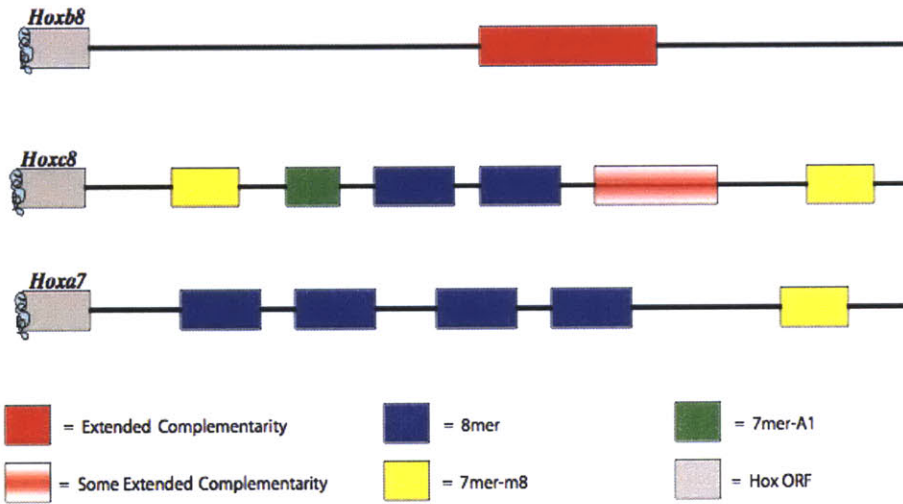 Hoxb8
Hoxc8
Hoxa7
= Extended Complementarity
= 8mer
= 7mer-A1
= Some Extended Complementarity
= 7mer-m8
= Hox ORF